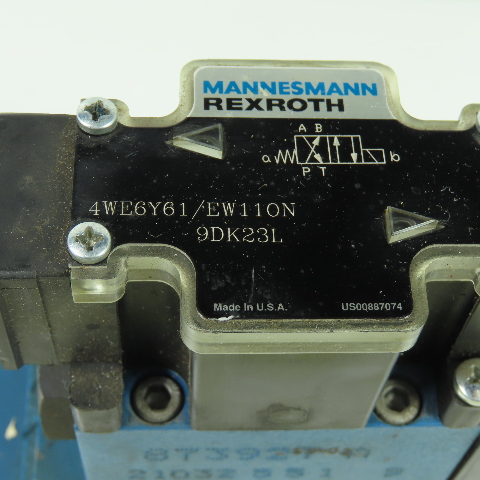 MANNESMANN
REXROTH
A B
a b
P T
4WE6Y61/EW110N
9DK23L
Made in U.S.A. US00887074